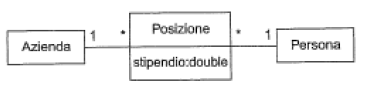 Posizione
Azienda 1 * * 1 Persona
stipendio:double